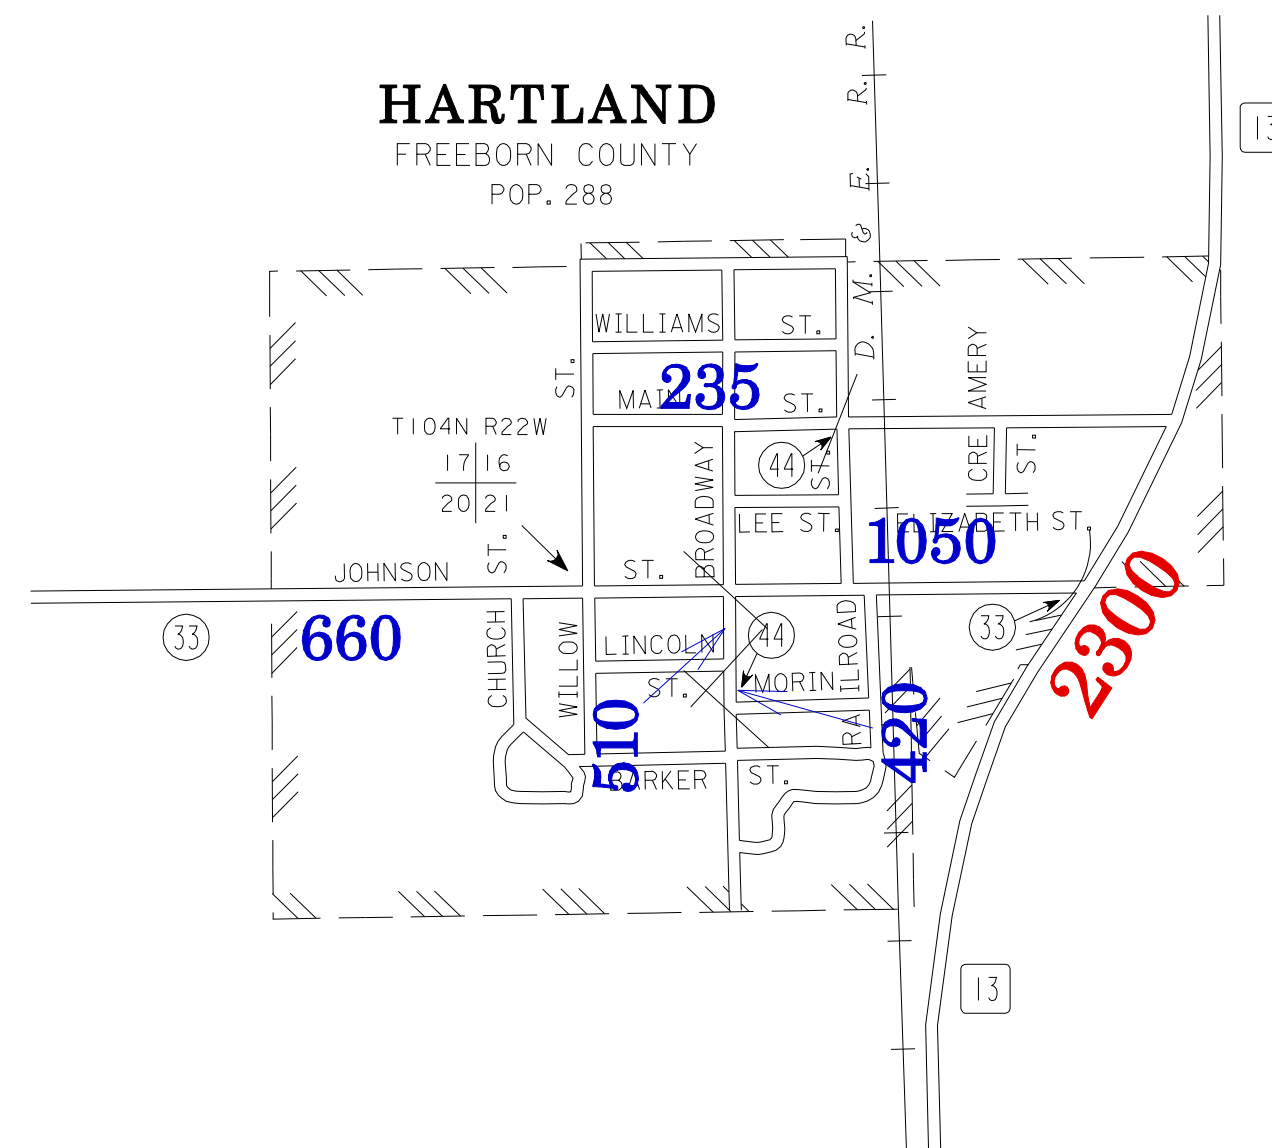 HARTLAND
FREEBORN COUNTY
POP. 288
D. M. & E. R. R.
13
WILLIAMS ST.
MAIN ST.
235
ST.
AMERY
T104N R22W
17 16
20 21
44
ST.
BROADWAY
CRE ST.
LEE ST.
ELIZABETH ST.
1050
ST.
JOHNSON ST.
33
660
CHURCH
WILLOW
LINCOLN ST.
44
MORIN
RAILROAD
33
2300
510
420
BARKER ST.
13